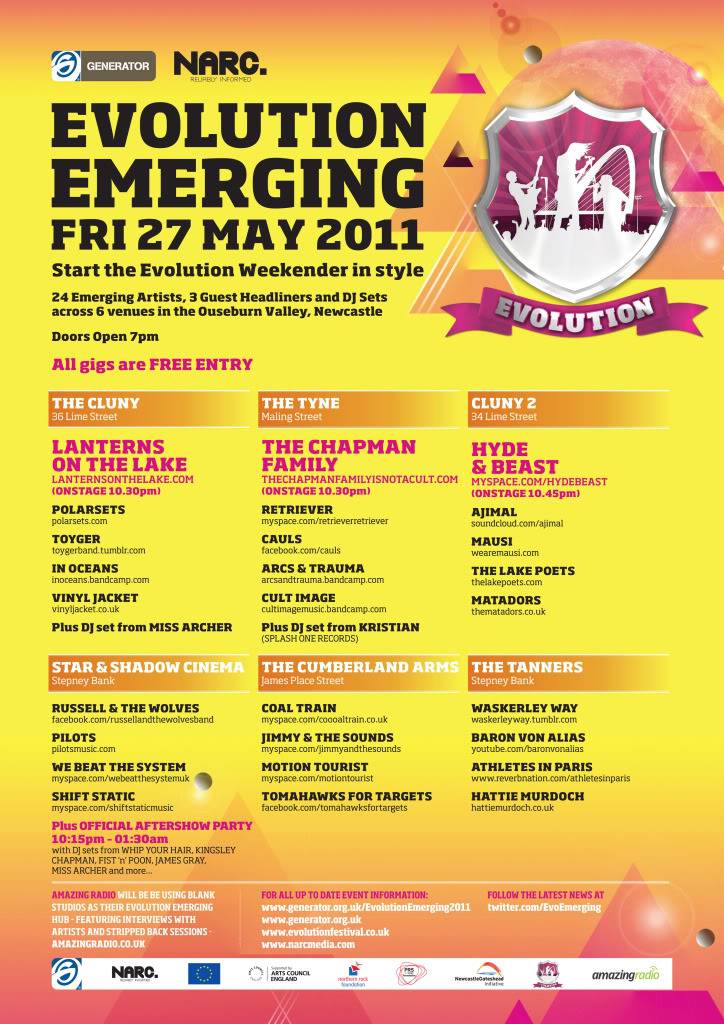 GENERATOR
NARC.
RELIABLY INFORMED
EVOLUTION
EMERGING
FRI 27 MAY 2011
Start the Evolution Weekender in style
24 Emerging Artists, 3 Guest Headliners and DJ Sets
across 6 venues in the Ouseburn Valley, Newcastle
Doors Open 7pm
All gigs are FREE ENTRY
EVOLUTION
THE CLUNY
36 Lime Street
LANTERNS
ON THE LAKE
LANTERNSONTHELAKE.COM
(ONSTAGE 10.30pm)
POLARSETS
polarsets.com
TOYGER
toygerband.tumblr.com
IN OCEANS
inoceans.bandcamp.com
VINYL JACKET
vinyljacket.co.uk
Plus DJ set from MISS ARCHER
THE TYNE
Maling Street
THE CHAPMAN
FAMILY
THECHAPMANFAMILYISNOTACULT.COM
(ONSTAGE 10.30pm)
RETRIEVER
myspace.com/retrieverretriever
CAULS
facebook.com/cauls
ARCS & TRAUMA
arcsandtrauma.bandcamp.com
CULT IMAGE
cultimagemusic.bandcamp.com
Plus DJ set from KRISTIAN
(SPLASH ONE RECORDS)
CLUNY 2
34 Lime Street
HYDE
& BEAST
MYSPACE.COM/HYDEBEAST
(ONSTAGE 10.45pm)
AJIMAL
soundcloud.com/ajimal
MAUSI
wearemausi.com
THE LAKE POETS
thelakepoets.com
MATADORS
thematadors.co.uk
STAR & SHADOW CINEMA
Stepney Bank
RUSSELL & THE WOLVES
facebook.com/russellandthewolvesband
PILOTS
pilotsmusic.com
WE BEAT THE SYSTEM
myspace.com/webeatthesystemuk
SHIFT STATIC
myspace.com/shiftstaticmusic
Plus OFFICIAL AFTERSHOW PARTY
10:15pm - 01:30am
with DJ sets from WHIP YOUR HAIR, KINGSLEY
CHAPMAN, FIST 'n' POON, JAMES GRAY,
MISS ARCHER and more...
THE CUMBERLAND ARMS
James Place Street
COAL TRAIN
myspace.com/coooaltrain.co.uk
JIMMY & THE SOUNDS
myspace.com/jimmyandthesounds
MOTION TOURIST
myspace.com/motiontourist
TOMAHAWKS FOR TARGETS
facebook.com/tomahawksfortargets
THE TANNERS
Stepney Bank
WASKERLEY WAY
waskerleyway.tumblr.com
BARON VON ALIAS
youtube.com/baronvonalias
ATHLETES IN PARIS
www.reverbnation.com/athletesinparis
HATTIE MURDOCH
hattiemurdoch.co.uk
AMAZING RADIO WILL BE BE USING BLANK
STUDIOS AS THEIR EVOLUTION EMERGING
HUB - FEATURING INTERVIEWS WITH
ARTISTS AND STRIPPED BACK SESSIONS -
AMAZINGRADIO.CO.UK
FOR ALL UP TO DATE EVENT INFORMATION:
www.generator.org.uk/EvolutionEmerging2011
www.generator.org.uk
www.evolutionfestival.co.uk
www.narcmedia.com
FOLLOW THE LATEST NEWS AT
twitter.com/EvoEmerging
NARC.
Supported by
ARTS COUNCIL
ENGLAND
northern rock
foundation
PRS
NewcastleGateshead
initiative
amazingradio